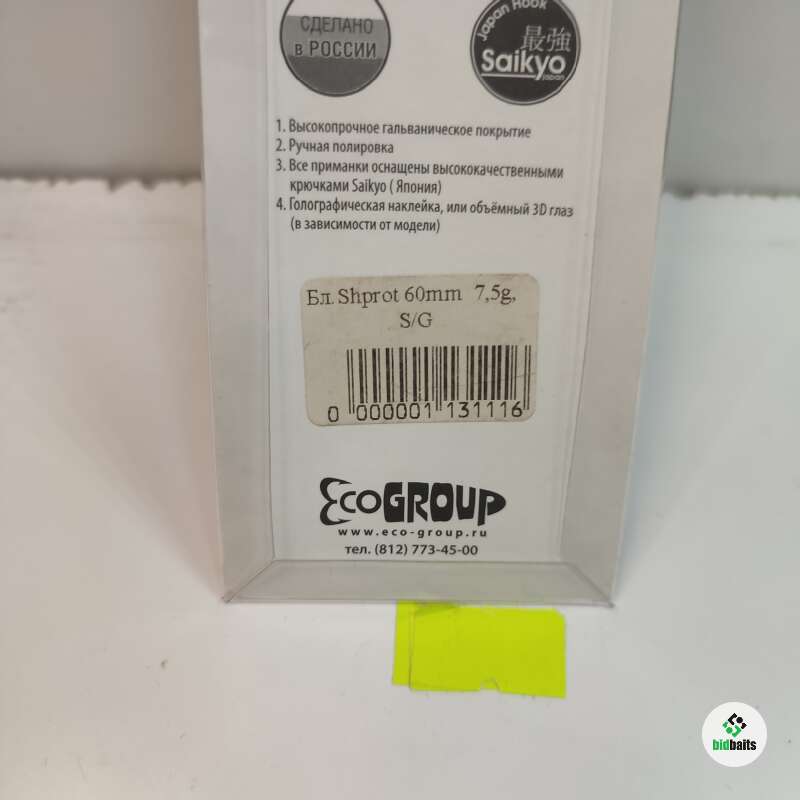 СДЕЛАНО
в РОССИИ
Japan Hook
最強
Saikyo
Japan
1. Высокопрочное гальваническое покрытие
2. Ручная полировка
3. Все приманки оснащены высококачественными
крючками Saikyo ( Япония)
4. Голографическая наклейка, или объёмный 3D глаз
(в зависимости от модели)
Бл. Shprot 60mm 7,5g,
S/G
0 000001 131116
ECOGROUP
www.eco-group.ru
тел. (812) 773-45-00
bidbaits